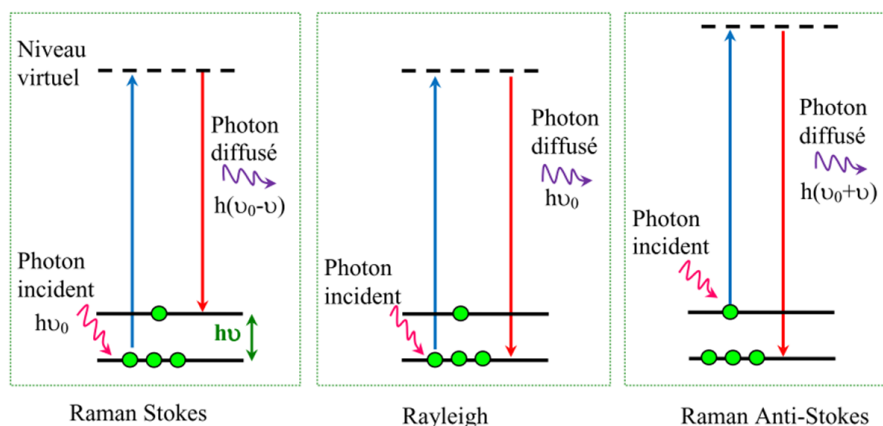 Niveau
virtuel
Photon
diffusé
h(υ₀-υ)
Photon
incident
hυ₀
hυ
Raman Stokes
Photon
diffusé
hυ₀
Photon
incident
Rayleigh
Photon
diffusé
h(υ₀+υ)
Photon
incident
Raman Anti-Stokes